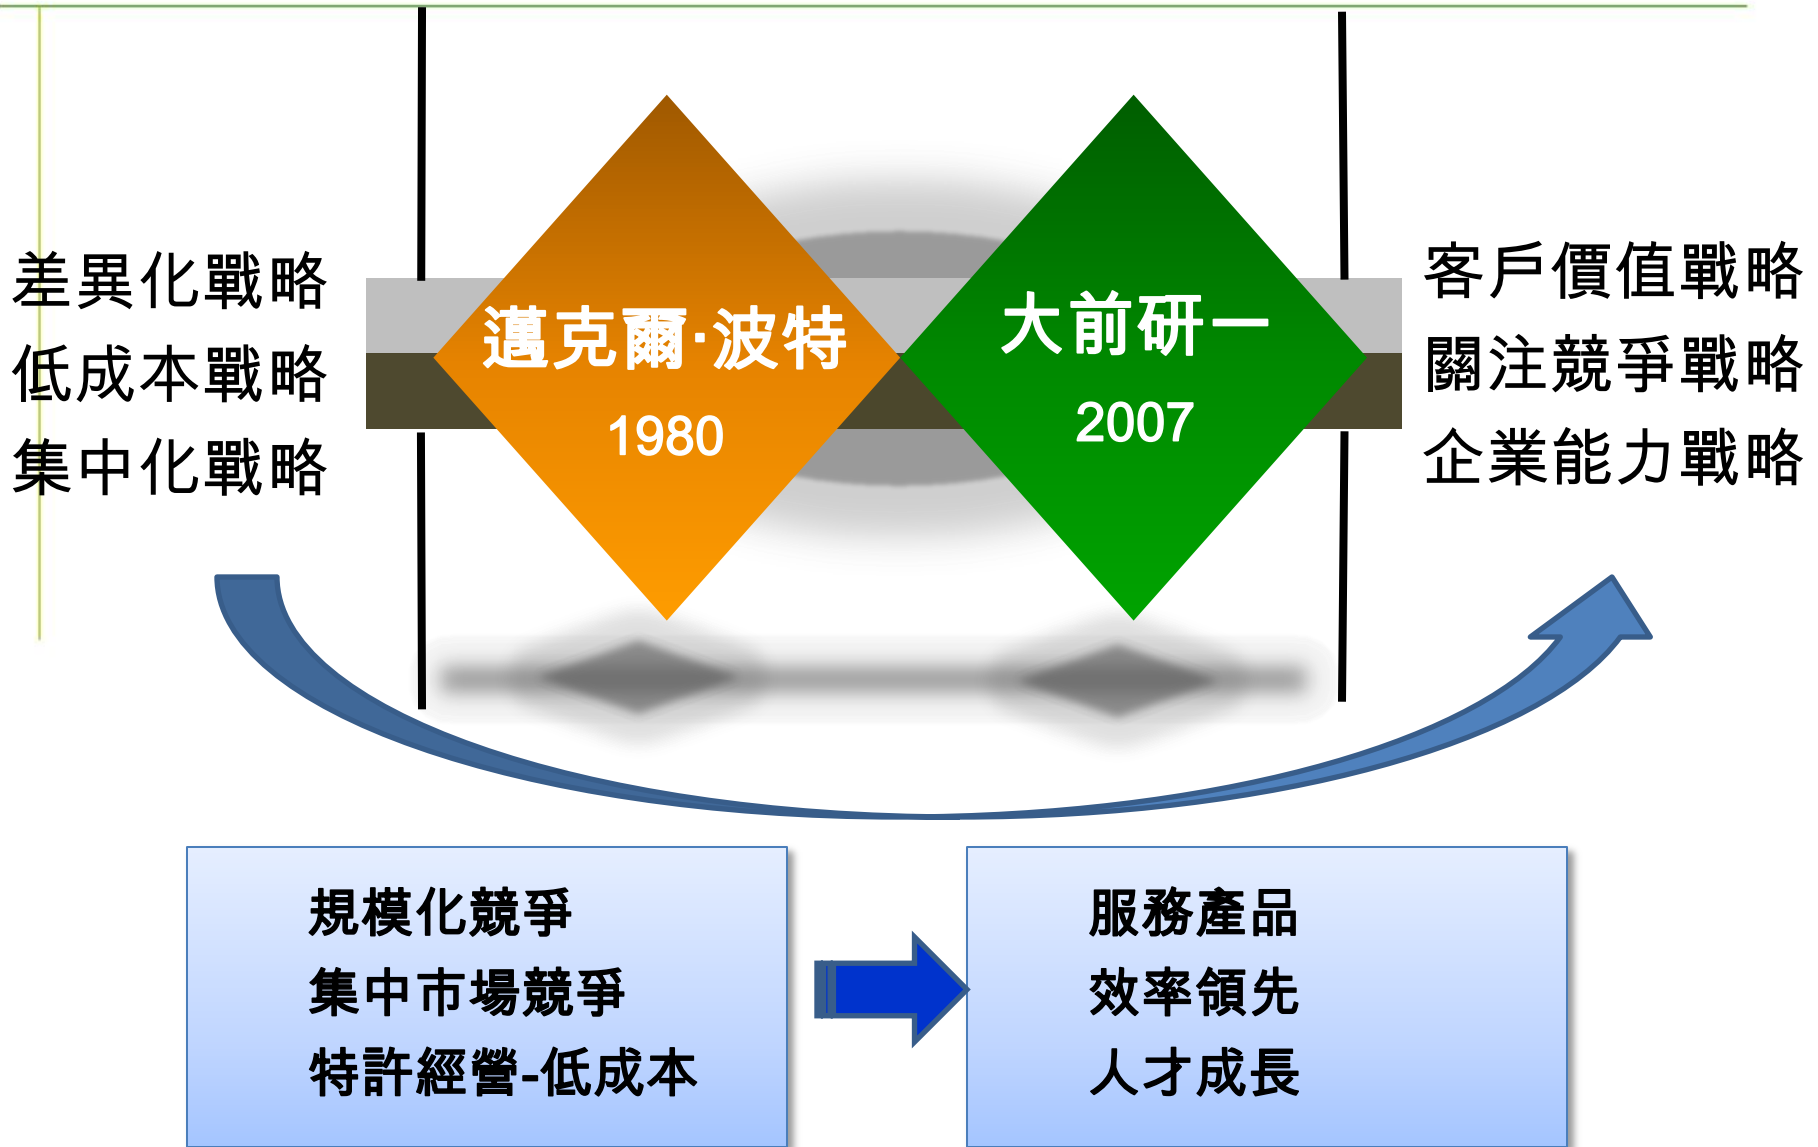 差異化戰略
低成本戰略
集中化戰略
邁克爾·波特
1980
大前研一
2007
客戶價值戰略
關注競爭戰略
企業能力戰略
規模化競爭
集中市場競爭
特許經營-低成本
服務產品
效率領先
人才成長